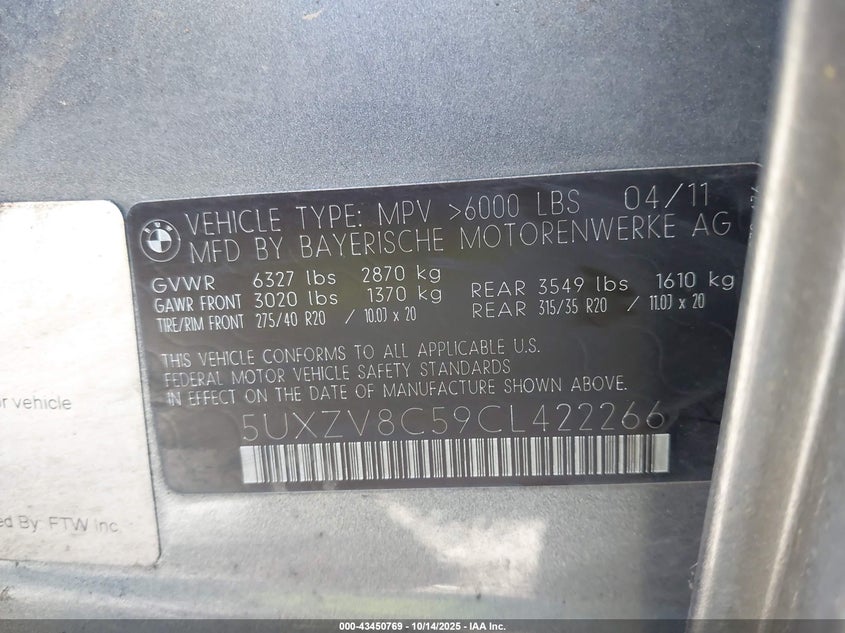 BMW
VEHICLE TYPE: MPV >6000 LBS 04/11
MFD BY BAYERISCHE MOTORENWERKE AG
GVWR 6327 lbs 2870 kg
GAWR FRONT 3020 lbs 1370 kg REAR 3549 lbs 1610 kg
TIRE/RIM FRONT 275/40 R20 / 10.0J x 20 REAR 315/35 R20 / 11.0J x 20
THIS VEHICLE CONFORMS TO ALL APPLICABLE U.S.
FEDERAL MOTOR VEHICLE SAFETY STANDARDS
IN EFFECT ON THE DATE OF MANUFACTURE SHOWN ABOVE.
5UXZV8C59CL422266
or vehicle
ed By: FTW Inc.
000-43450769 - 10/14/2025 - IAA Inc.